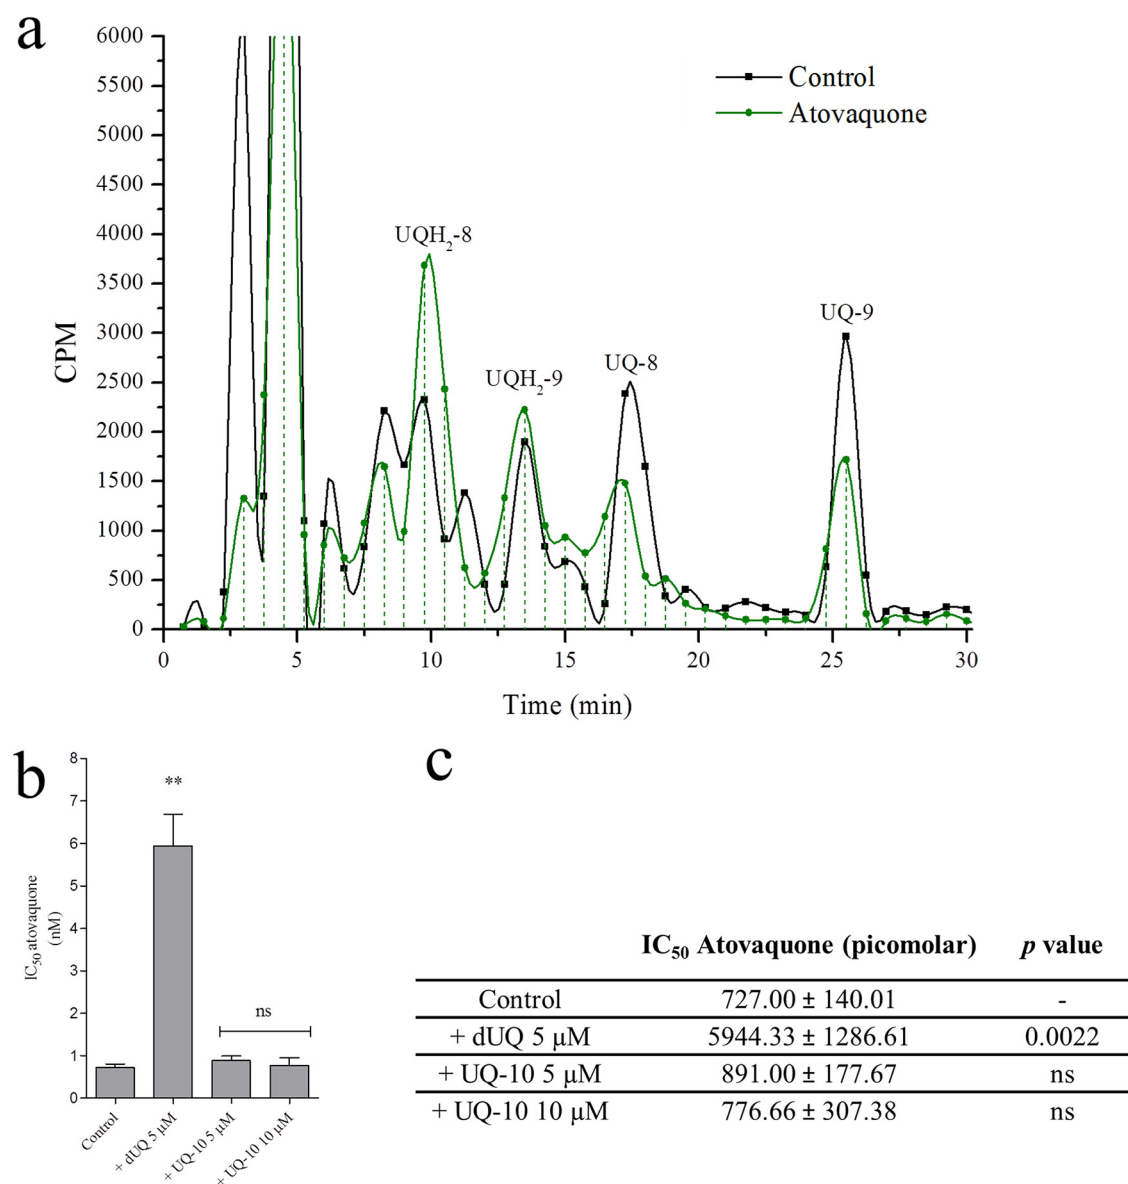 a
6000
5500
5000
4500
4000
3500
3000
2500
2000
1500
1000
500
0
CPM
Control
Atovaquone
UQH2-8
UQH2-9
UQ-8
UQ-9
0 5 10 15 20 25 30
Time (min)
b
8
7
6
5
4
3
2
1
0
IC50 atovaquone
(nM)
**
ns
Control
+ dUQ 5 µM
+ UQ-10 5 µM
+ UQ-10 10 µM
c
IC50 Atovaquone (picomolar) p value
Control 727.00 ± 140.01 -
+ dUQ 5 µM 5944.33 ± 1286.61 0.0022
+ UQ-10 5 µM 891.00 ± 177.67 ns
+ UQ-10 10 µM 776.66 ± 307.38 ns